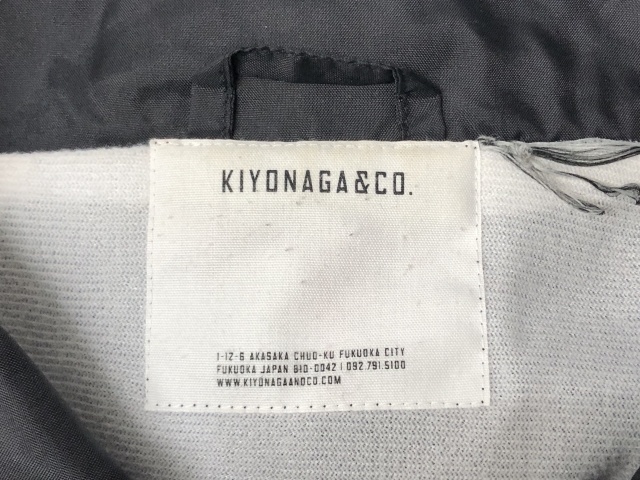 KIYONAGA&CO.
1-12-6 AKASAKA CHUO-KU FUKUOKA CITY
FUKUOKA JAPAN 810-0042 | 092.791.5100
WWW.KIYONAGAANDCO.COM